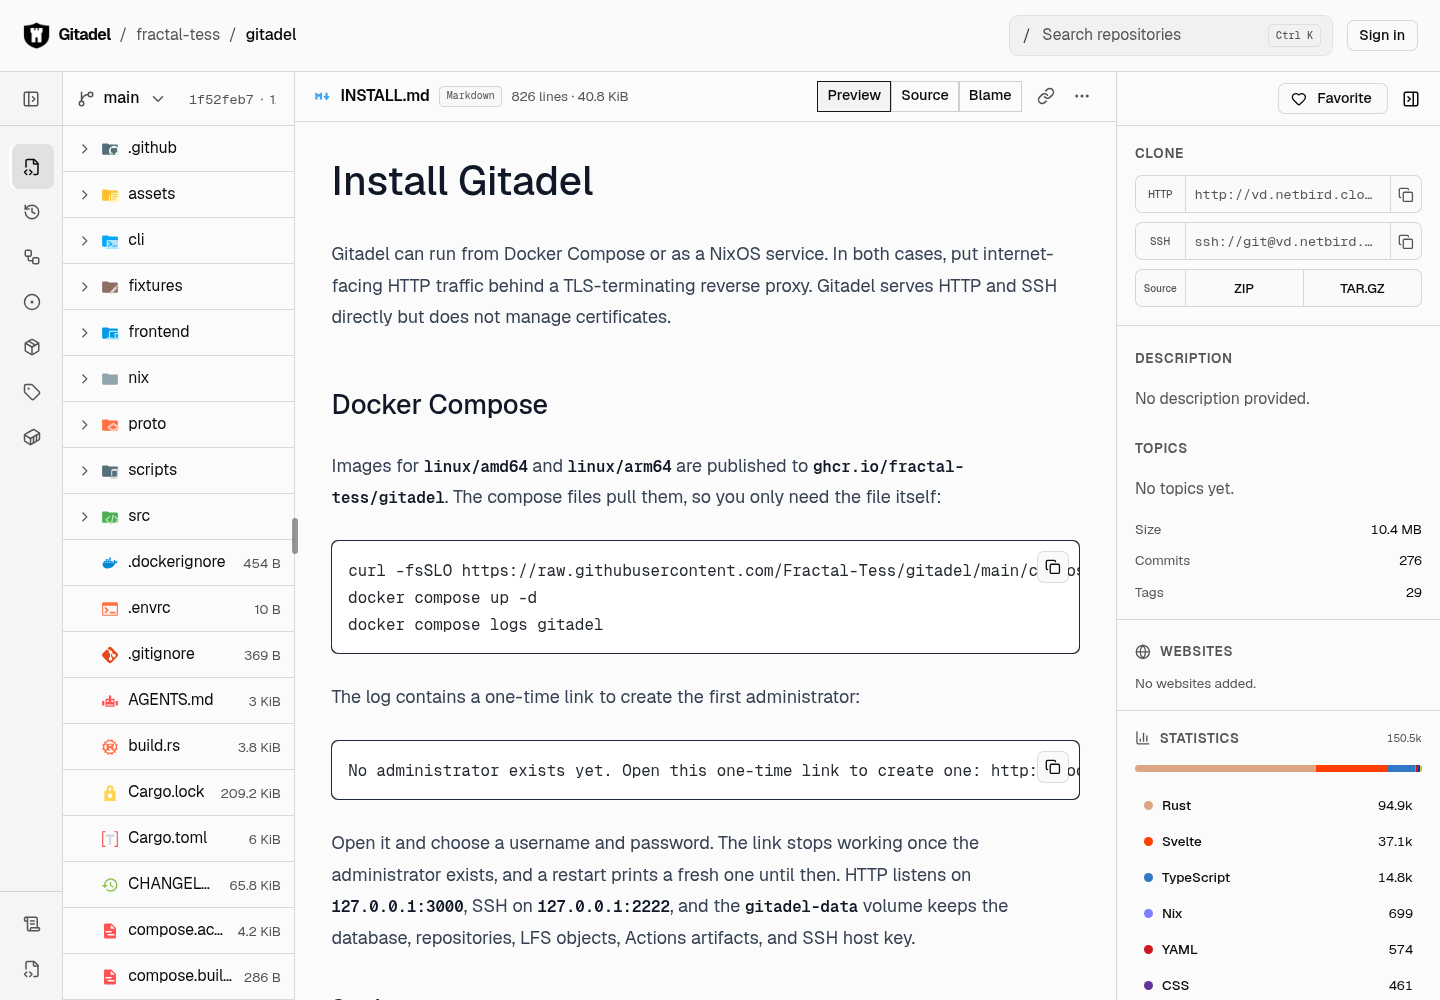 Gitadel / fractal-tess / gitadel
/ Search repositories Ctrl K
Sign in
main 1f52feb7 · 1
.github
assets
cli
fixtures
frontend
nix
proto
scripts
src
.dockerignore 454 B
.envrc 10 B
.gitignore 369 B
AGENTS.md 3 KiB
build.rs 3.8 KiB
Cargo.lock 209.2 KiB
Cargo.toml 6 KiB
CHANGEL... 65.8 KiB
compose.ac... 4.2 KiB
compose.buil... 286 B
INSTALL.md Markdown 826 lines · 40.8 KiB
Preview Source Blame
Install Gitadel
Gitadel can run from Docker Compose or as a NixOS service. In both cases, put internet-
facing HTTP traffic behind a TLS-terminating reverse proxy. Gitadel serves HTTP and SSH
directly but does not manage certificates.
Docker Compose
Images for linux/amd64 and linux/arm64 are published to ghcr.io/fractal-
tess/gitadel. The compose files pull them, so you only need the file itself:
curl -fsSLO https://raw.githubusercontent.com/Fractal-Tess/gitadel/main/c
docker compose up -d
docker compose logs gitadel
The log contains a one-time link to create the first administrator:
No administrator exists yet. Open this one-time link to create one: http:
Open it and choose a username and password. The link stops working once the
administrator exists, and a restart prints a fresh one until then. HTTP listens on
127.0.0.1:3000, SSH on 127.0.0.1:2222, and the gitadel-data volume keeps the
database, repositories, LFS objects, Actions artifacts, and SSH host key.
Favorite
CLONE
HTTP http://vd.netbird.clo...
SSH ssh://git@vd.netbird....
Source ZIP TAR.GZ
DESCRIPTION
No description provided.
TOPICS
No topics yet.
Size 10.4 MB
Commits 276
Tags 29
WEBSITES
No websites added.
STATISTICS 150.5k
Rust 94.9k
Svelte 37.1k
TypeScript 14.8k
Nix 699
YAML 574
CSS 461